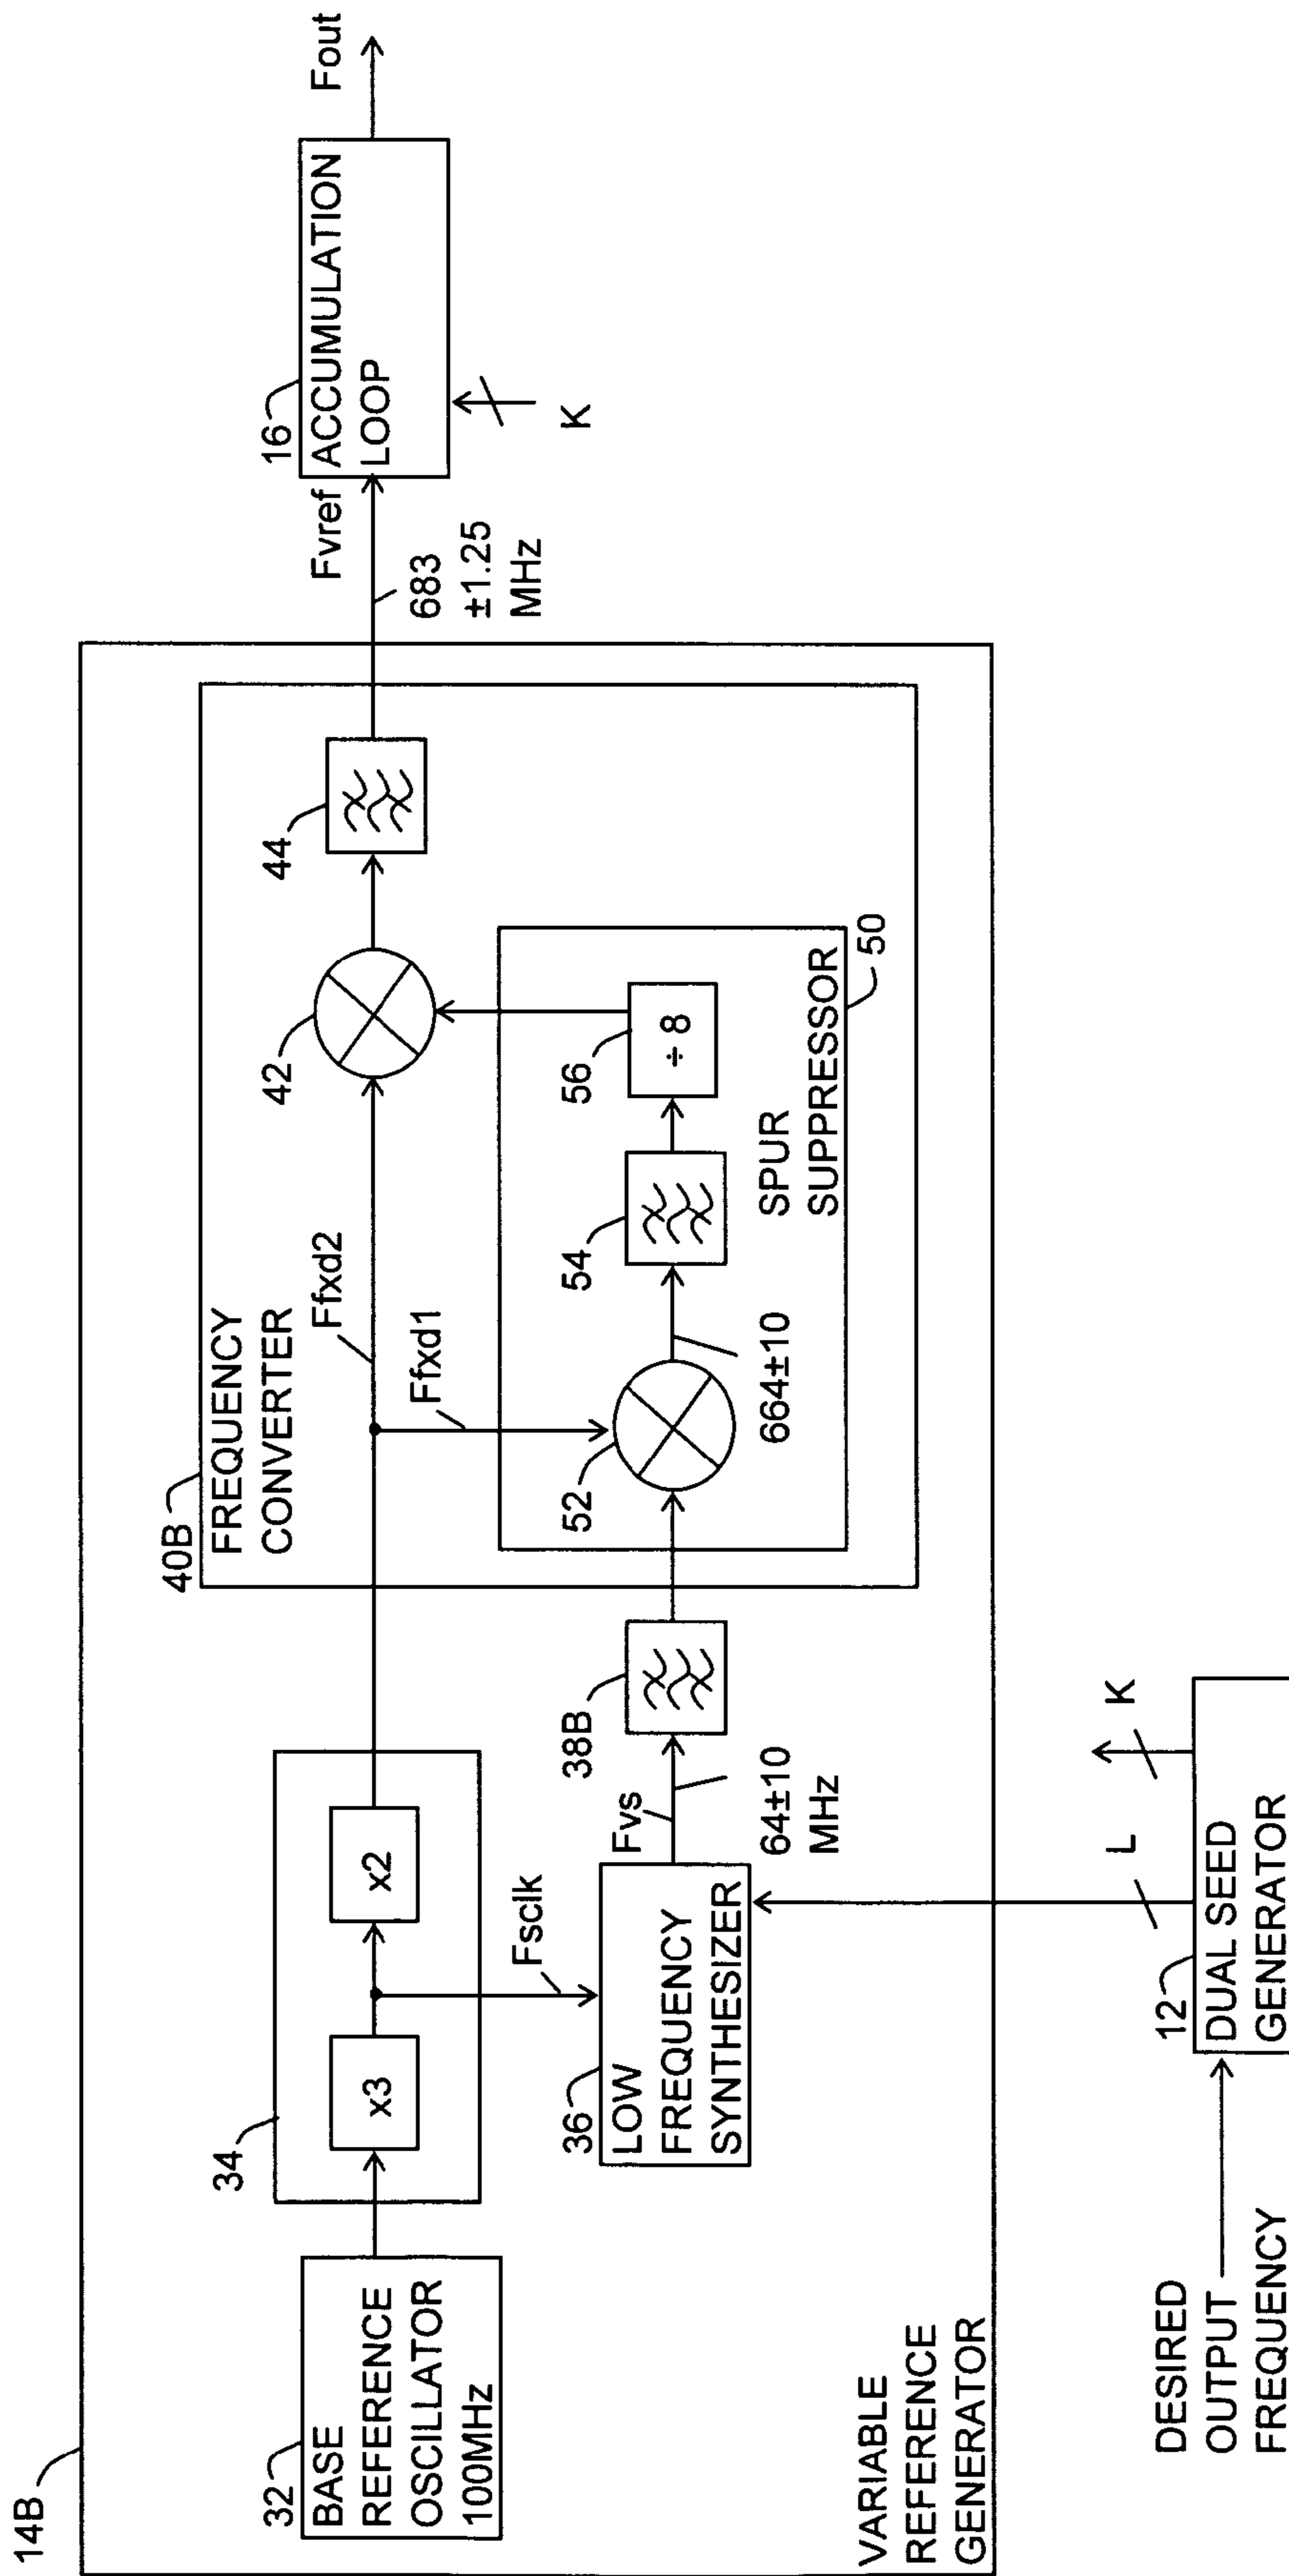 14B
32
BASE
REFERENCE
OSCILLATOR
100MHz
34
x3
x2
Fsclk
36
LOW
FREQUENCY
SYNTHESIZER
Fvs
64±10
MHz
38B
40B
FREQUENCY
CONVERTER
Ffxd2
Ffxd1
42
44
52
664±10
54
56
÷ 8
SPUR
SUPPRESSOR
50
VARIABLE
REFERENCE
GENERATOR
Fvref
683
±1.25
MHz
16
ACCUMULATION
LOOP
K
Fout
DESIRED
OUTPUT
FREQUENCY
12
DUAL SEED
GENERATOR
L
K